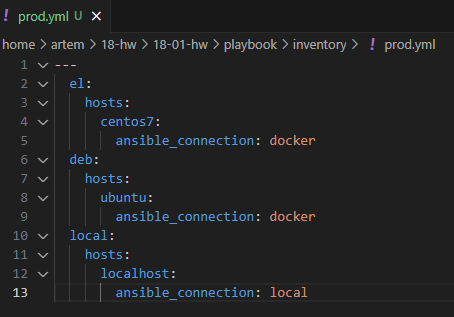 ! prod.yml U ×
home > artem > 18-hw > 18-01-hw > playbook > inventory > ! prod.yml
1 ---
2 el:
3 hosts:
4 centos7:
5 ansible_connection: docker
6 deb:
7 hosts:
8 ubuntu:
9 ansible_connection: docker
10 local:
11 hosts:
12 localhost:
13 ansible_connection: local